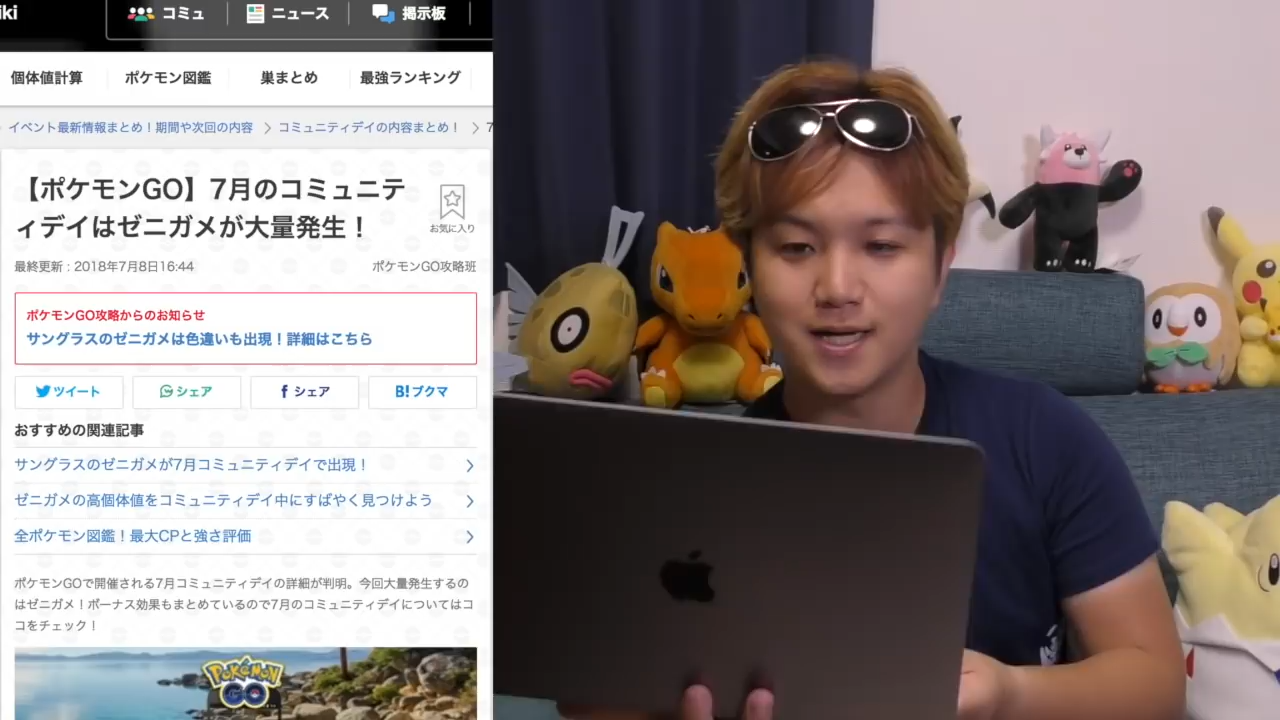 iki
コミュ
ニュース
掲示板
個体値計算
ポケモン図鑑
巣まとめ
最強ランキング
イベント最新情報まとめ！期間や次回の内容
コミュニティデイの内容まとめ！
7
【ポケモンGO】7月のコミュニテ
ィデイはゼニガメが大量発生！
お気に入り
最終更新 : 2018年7月8日16:44
ポケモンGO攻略班
ポケモンGO攻略からのお知らせ
サングラスのゼニガメは色違いも出現！詳細はこちら
ツイート
シェア
シェア
B!ブクマ
おすすめの関連記事
サングラスのゼニガメが7月コミュニティデイで出現！
ゼニガメの高個体値をコミュニティデイ中にすばやく見つけよう
全ポケモン図鑑！最大CPと強さ評価
ポケモンGOで開催される7月コミュニティデイの詳細が判明。今回大量発生するの
はゼニガメ！ボーナス効果もまとめているので7月のコミュニティデイについてはコ
コをチェック！
POKÉMON
GO